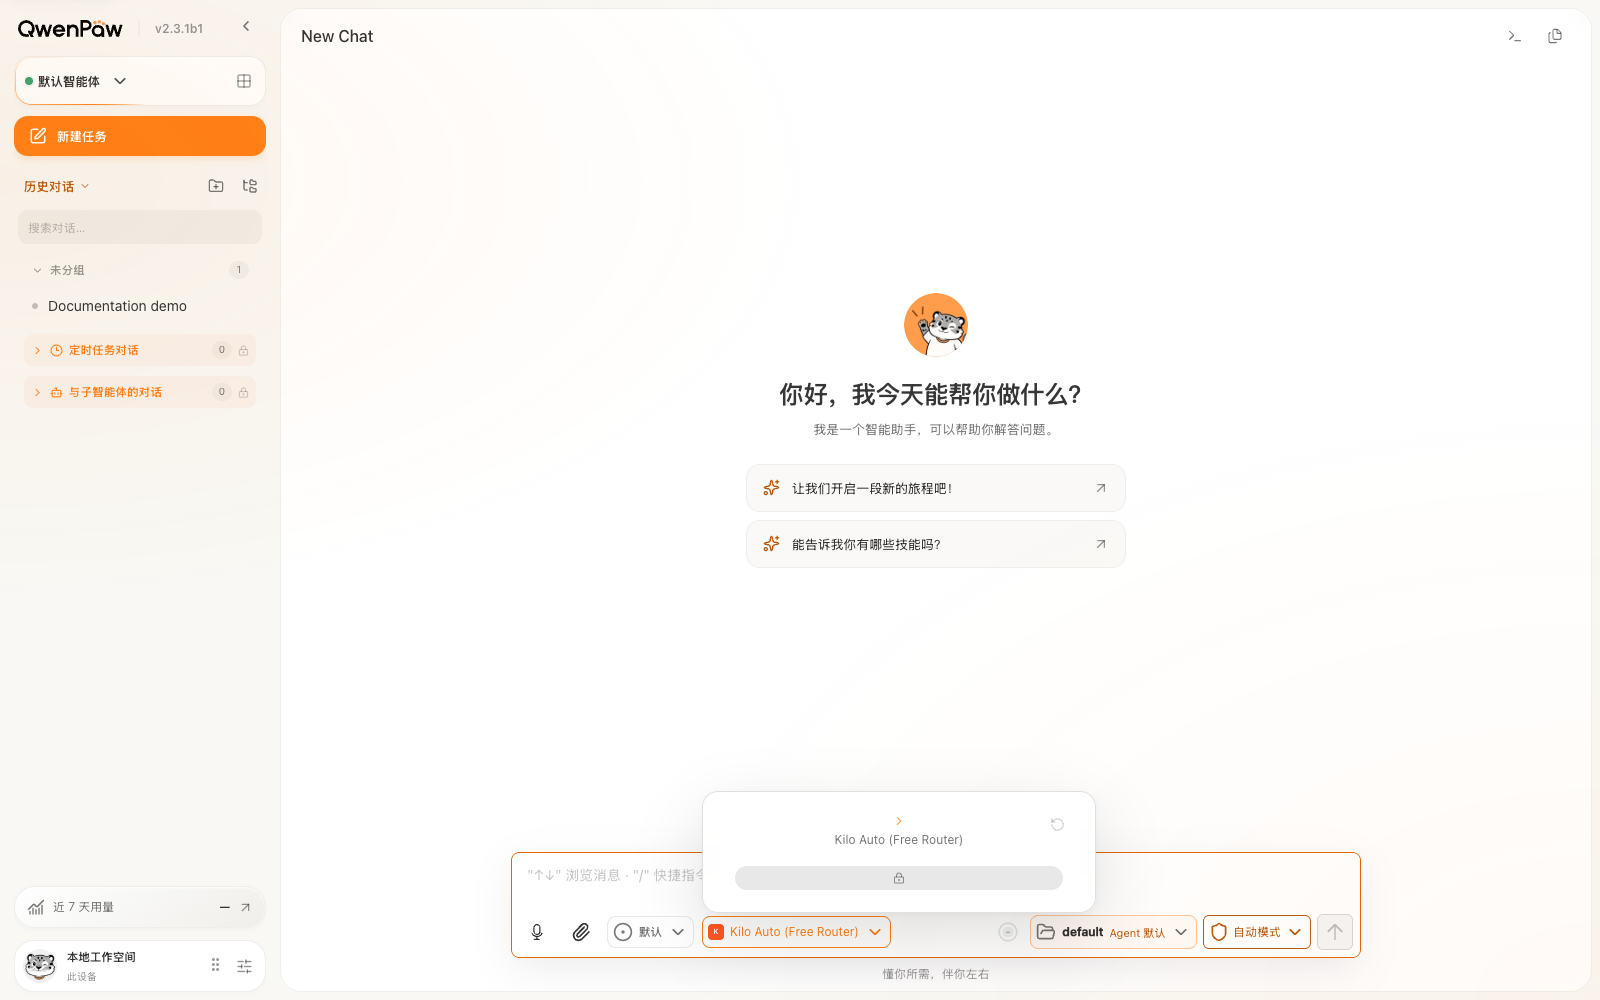 QwenPaw
v2.3.1b1
默认智能体
新建任务
历史对话
搜索对话...
未分组
1
Documentation demo
定时任务对话
0
与子智能体的对话
0
近 7 天用量
本地工作空间
此设备
New Chat
你好，我今天能帮你做什么？
我是一个智能助手，可以帮助你解答问题。
让我们开启一段新的旅程吧！
能告诉我你有哪些技能吗？
Kilo Auto (Free Router)
"↑↓" 浏览消息 · "/" 快捷指令
默认
K
Kilo Auto (Free Router)
default Agent 默认
自动模式
懂你所需，伴你左右